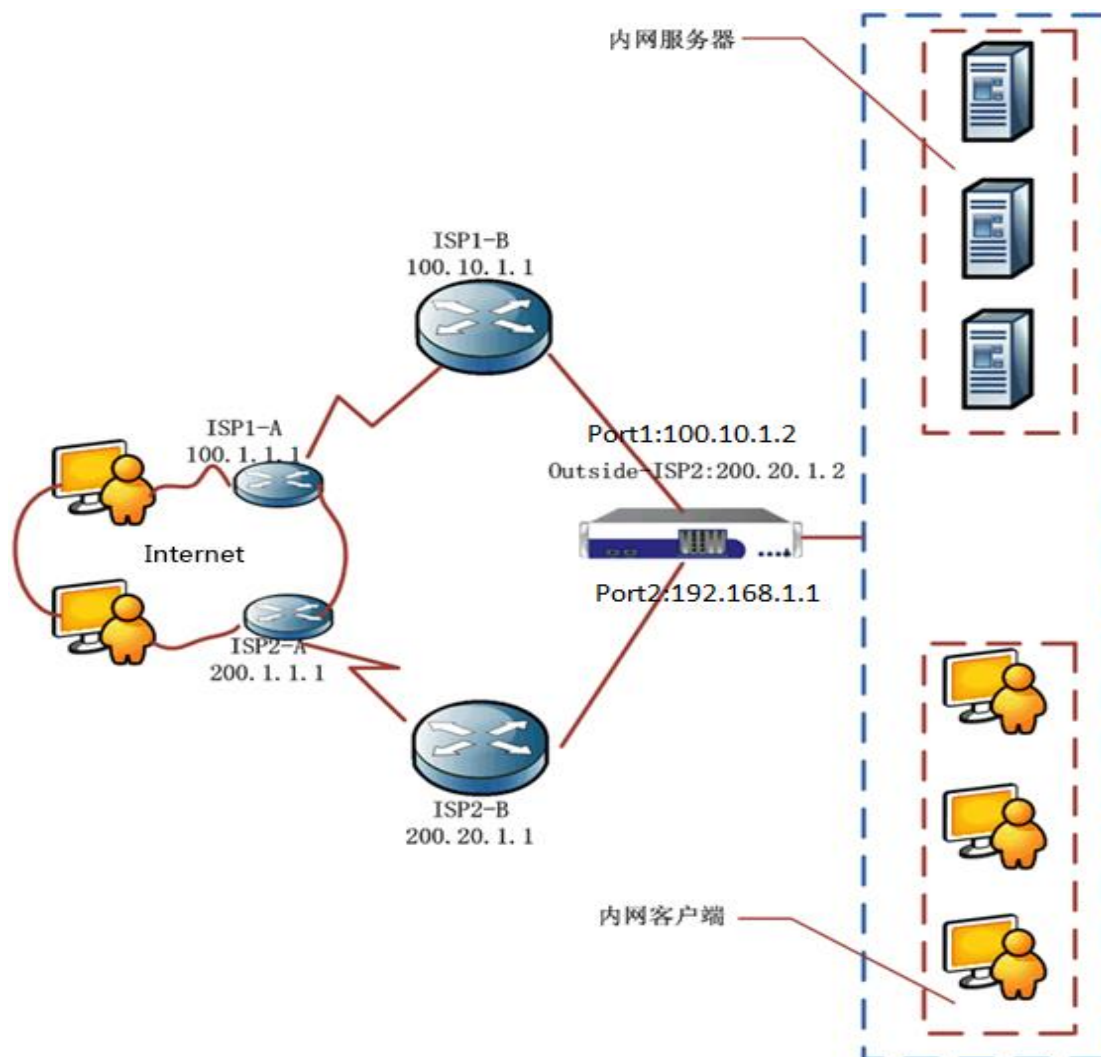 内网服务器
ISP1-B
100.10.1.1
ISP1-A
100.1.1.1
Port1:100.10.1.2
Outside-ISP2:200.20.1.2
Internet
Port2:192.168.1.1
ISP2-A
200.1.1.1
ISP2-B
200.20.1.1
内网客户端